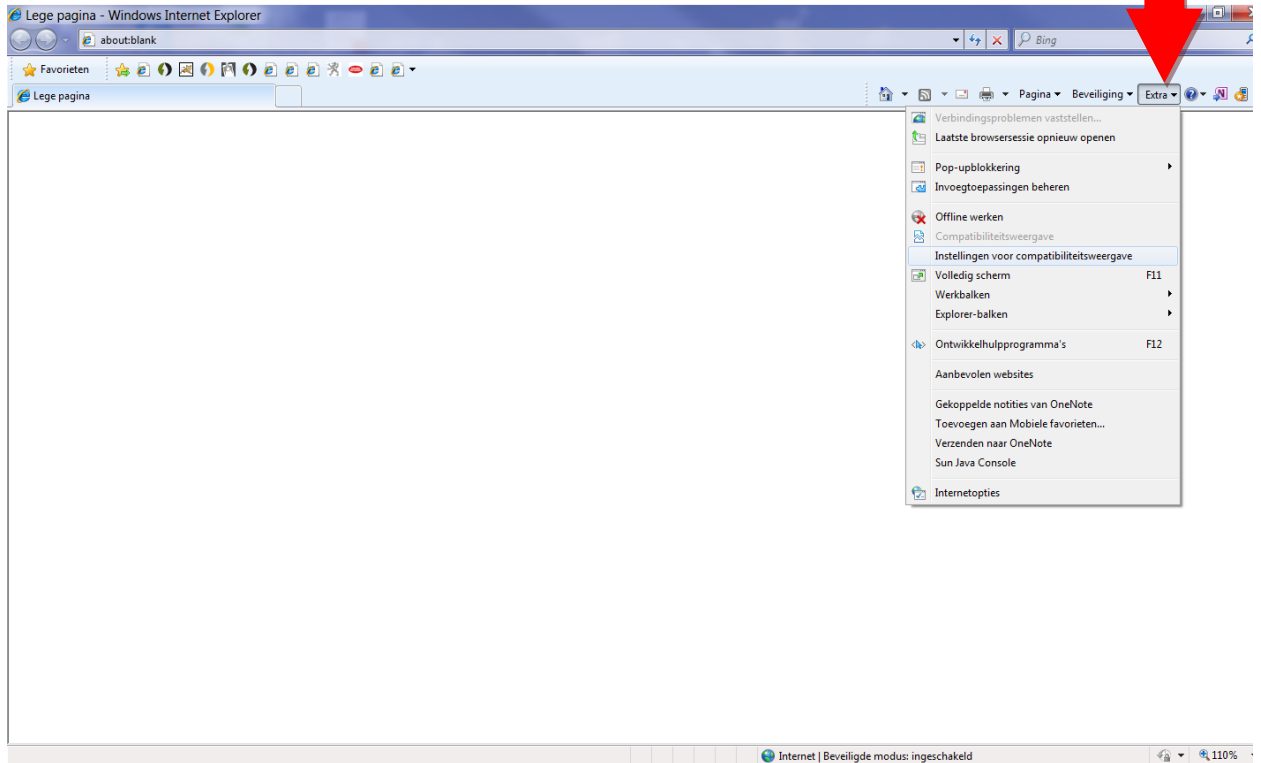 Lege pagina - Windows Internet Explorer
about:blank
Bing
Favorieten
Lege pagina
Pagina Beveiliging Extra
Verbindingsproblemen vaststellen...
Laatste browsersessie opnieuw openen
Pop-upblokkering
Invoegtoepassingen beheren
Offline werken
Compatibiliteitsweergave
Instellingen voor compatibiliteitsweergave
Volledig scherm F11
Werkbalken
Explorer-balken
Ontwikkelhulpprogramma's F12
Aanbevolen websites
Gekoppelde notities van OneNote
Toevoegen aan Mobiele favorieten...
Verzenden naar OneNote
Sun Java Console
Internetopties
Internet | Beveiligde modus: ingeschakeld
110%